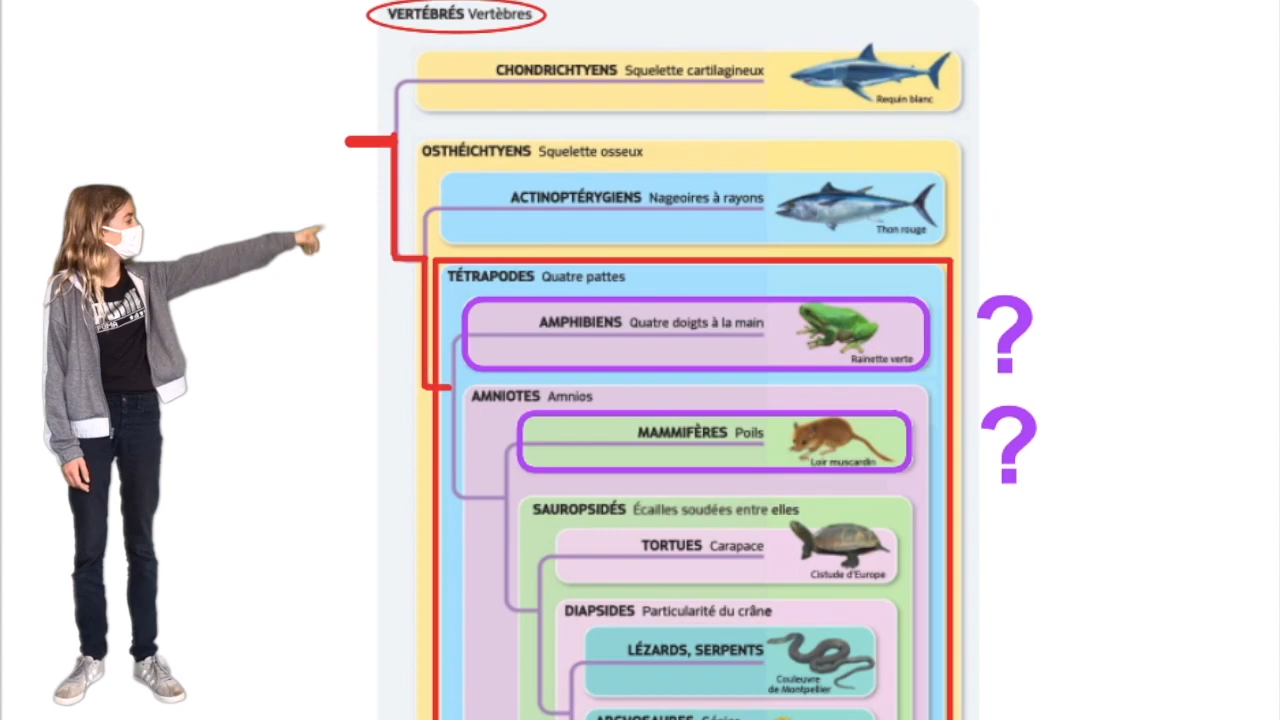 VERTÉBRÉS Vertèbres
CHONDRICHTYENS Squelette cartilagineux
Requin blanc
OSTHÉICHTYENS Squelette osseux
ACTINOPTÉRYGIENS Nageoires à rayons
Thon rouge
TÉTRAPODES Quatre pattes
AMPHIBIENS Quatre doigts à la main
Rainette verte
?
AMNIOTES Amnios
MAMMIFÈRES Poils
Loir muscardin
?
SAUROPSIDÉS Écailles soudées entre elles
TORTUES Carapace
Cistude d'Europe
DIAPSIDES Particularité du crâne
LÉZARDS, SERPENTS
Couleuvre
de Montpellier
PUMA